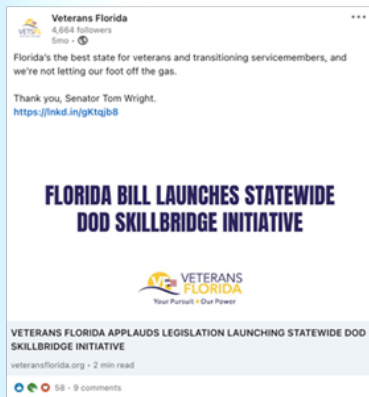 Veterans Florida
4,664 followers
5mo •
Florida's the best state for veterans and transitioning servicemembers, and
we're not letting our foot off the gas.
Thank you, Senator Tom Wright.
https://lnkd.in/gKtqjb8
FLORIDA BILL LAUNCHES STATEWIDE
DOD SKILLBRIDGE INITIATIVE
VF VETERANS
FLORIDA
Your Pursuit • Our Power
VETERANS FLORIDA APPLAUDS LEGISLATION LAUNCHING STATEWIDE DOD
SKILLBRIDGE INITIATIVE
veteransflorida.org • 2 min read
58 • 9 comments